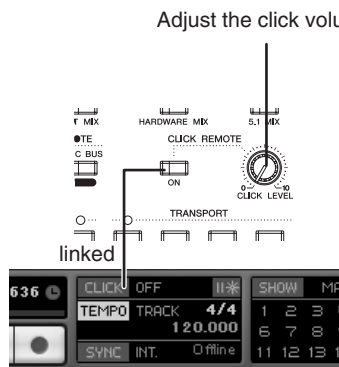 Adjust the click volu
MIX
HARDWARE MIX
5.1 MIX
CLICK REMOTE
C BUS
ON
0
10
CLICK LEVEL
TRANSPORT
linked
636
CLICK OFF
SHOW MA
TEMPO TRACK 4/4
1 2 3
120.000
6 7 8
SYNC INT. Offline
11 12 13 1